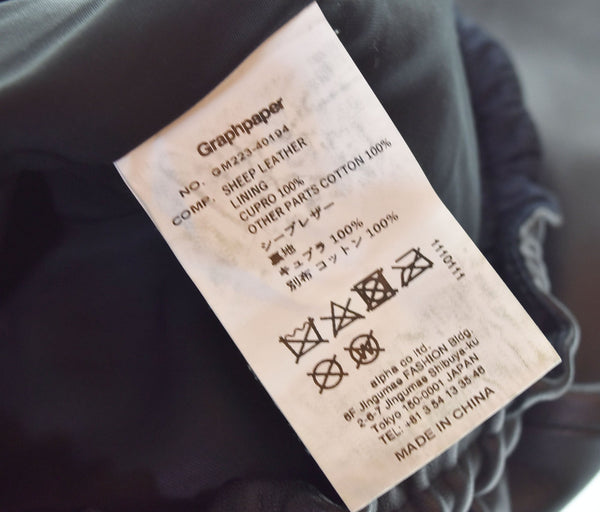 Graphpaper
NO. GM223-40194
COMP. SHEEP LEATHER
LINING
CUPRO 100%
OTHER PARTS COTTON 100%
シープレザー
裏地
キュプラ 100%
別布 コットン 100%
1110111
alpha co ltd.
6F Jingumae FASHION Bldg.
2-6-7 Jingumae Shibuya-ku
Tokyo 150-0001 JAPAN
TEL: +81 3 54 13 35 48
MADE IN CHINA